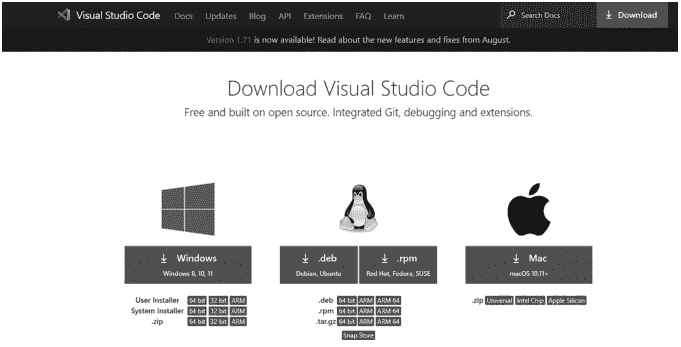 Visual Studio Code Docs Updates Blog API Extensions FAQ Learn Search Docs Download
Version 1.71 is now available! Read about the new features and fixes from August.
Download Visual Studio Code
Free and built on open source. Integrated Git, debugging and extensions.
Windows
Windows 8, 10, 11
User Installer 64 bit 32 bit ARM
System Installer 64 bit 32 bit ARM
.zip 64 bit 32 bit ARM
.deb
Debian, Ubuntu
.rpm
Red Hat, Fedora, SUSE
.deb 64 bit ARM ARM 64
.rpm 64 bit ARM ARM 64
.tar.gz 64 bit ARM ARM 64
Snap Store
Mac
macOS 10.11+
.zip Universal Intel Chip Apple Silicon